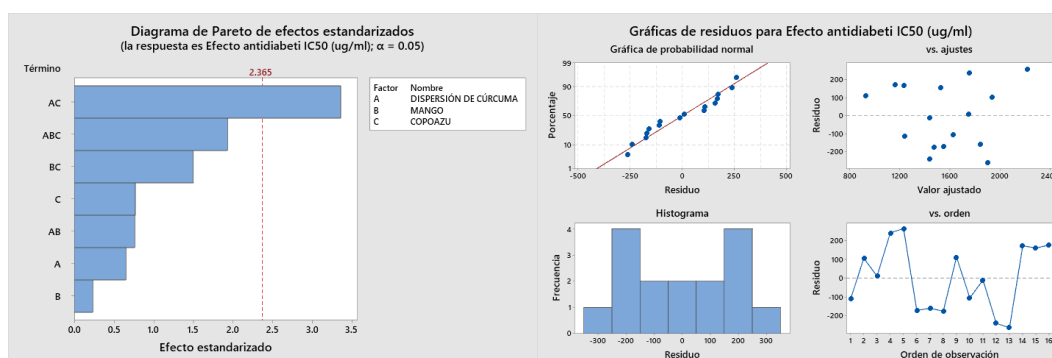 Diagrama de Pareto de efectos estandarizados
(la respuesta es Efecto antidiabeti IC50 (ug/ml); α = 0.05)
Término
2.365
AC
ABC
BC
C
AB
A
B
0.0 0.5 1.0 1.5 2.0 2.5 3.0 3.5
Efecto estandarizado
Factor Nombre
A DISPERSIÓN DE CÚRCUMA
B MANGO
C COPOAZU
Gráficas de residuos para Efecto antidiabeti IC50 (ug/ml)
Gráfica de probabilidad normal
Porcentaje
99
90
50
10
1
-500 -250 0 250 500
Residuo
vs. ajustes
Residuo
200
100
0
-100
-200
800 1200 1600 2000 2400
Valor ajustado
Histograma
Frecuencia
4
3
2
1
0
-300 -200 -100 0 100 200 300
Residuo
vs. orden
Residuo
200
100
0
-100
-200
1 2 3 4 5 6 7 8 9 10 11 12 13 14 15 16
Orden de observación